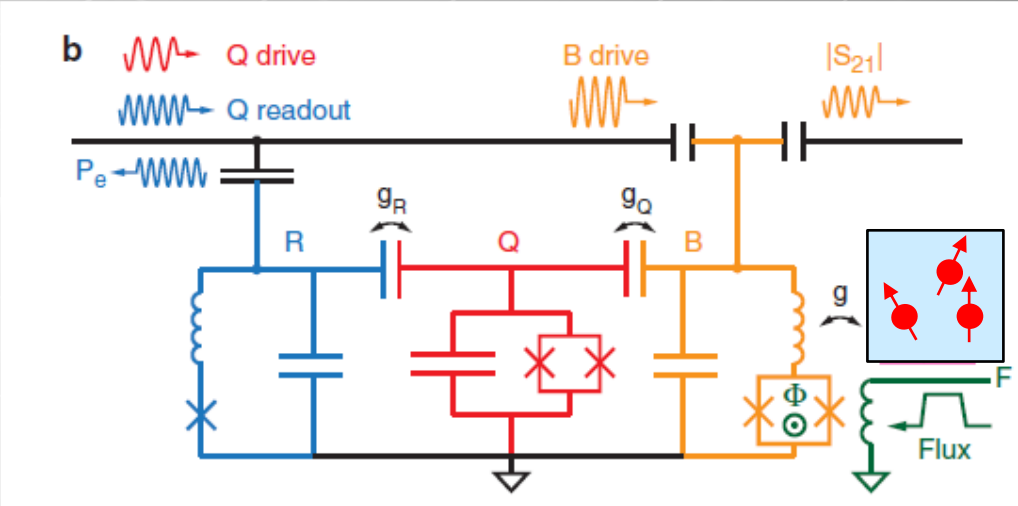 b
Q drive
B drive
|S21|
Q readout
Pe
gR
gQ
R
Q
B
g
Φ
F
Flux